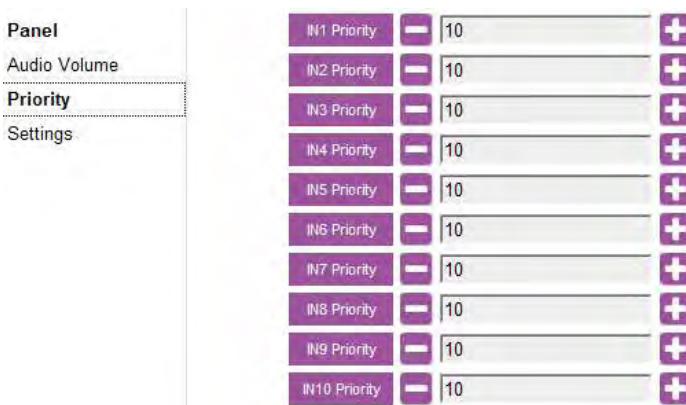 Panel
Audio Volume
Priority
Settings
IN1 Priority 10
IN2 Priority 10
IN3 Priority 10
IN4 Priority 10
IN5 Priority 10
IN6 Priority 10
IN7 Priority 10
IN8 Priority 10
IN9 Priority 10
IN10 Priority 10